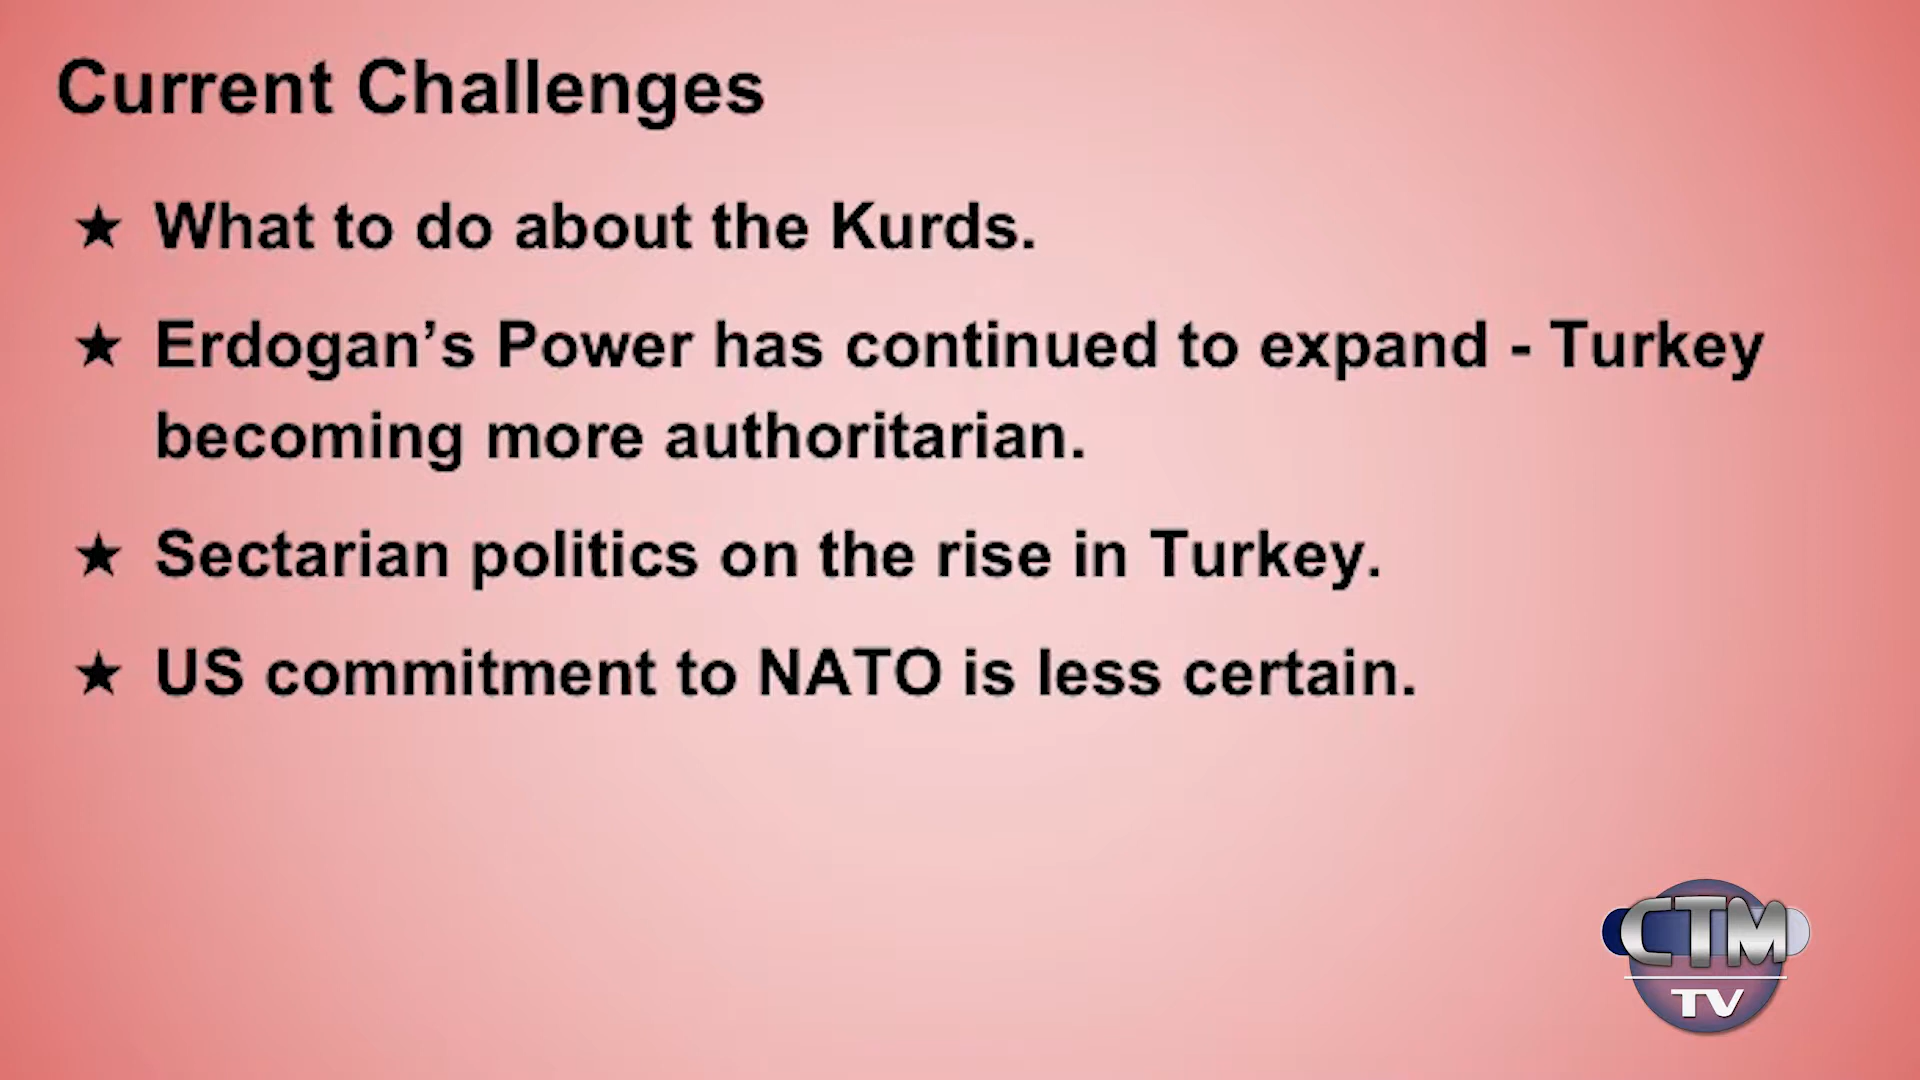 Current Challenges
★ What to do about the Kurds.
★ Erdogan’s Power has continued to expand - Turkey
becoming more authoritarian.
★ Sectarian politics on the rise in Turkey.
★ US commitment to NATO is less certain.
CTM
TV